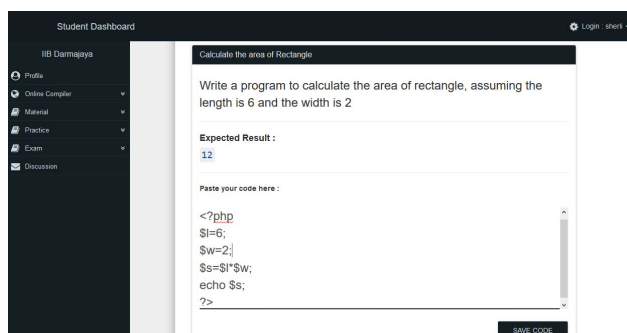 Student Dashboard
Login : sherli
IIB Darmajaya
Profile
Online Compiler
Material
Practice
Exam
Discussion
Calculate the area of Rectangle
Write a program to calculate the area of rectangle, assuming the
length is 6 and the width is 2
Expected Result :
12
Paste your code here :
<?php
$l=6;
$w=2;
$s=$l*$w;
echo $s;
?>
SAVE CODE